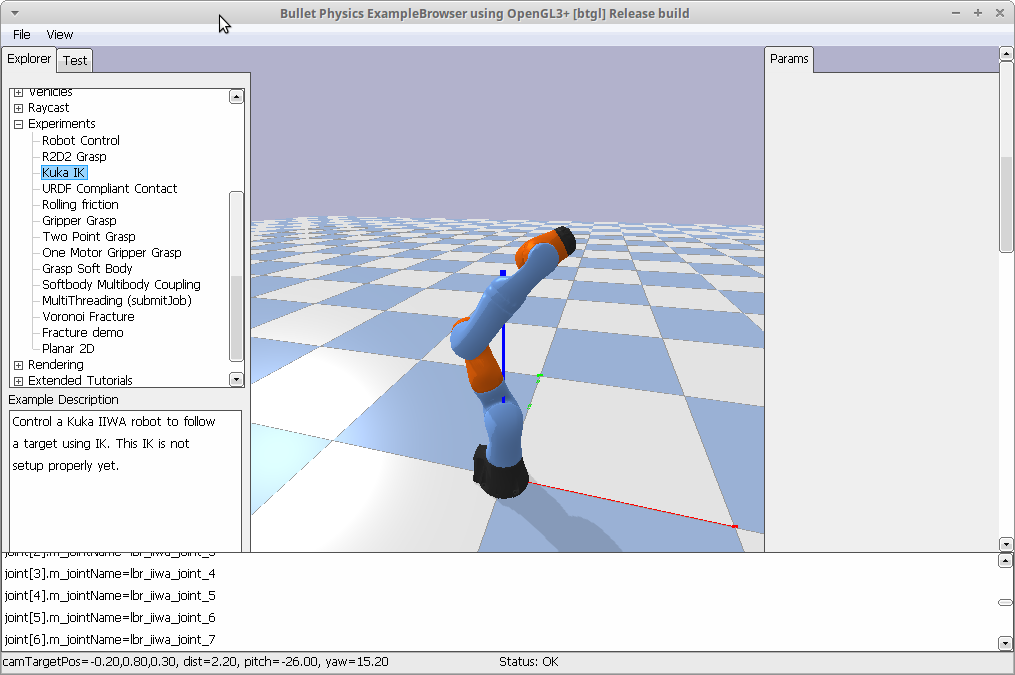 Bullet Physics ExampleBrowser using OpenGL3+ [btgl] Release build
File View
Explorer Test
Params
Vehicles
Raycast
Experiments
Robot Control
R2D2 Grasp
Kuka IK
URDF Compliant Contact
Rolling friction
Gripper Grasp
Two Point Grasp
One Motor Gripper Grasp
Grasp Soft Body
Softbody Multibody Coupling
MultiThreading (submitJob)
Voronoi Fracture
Fracture demo
Planar 2D
Rendering
Extended Tutorials
Example Description
Control a Kuka IIWA robot to follow
a target using IK. This IK is not
setup properly yet.
joint[2].m_jointName=lbr_iiwa_joint_3
joint[3].m_jointName=lbr_iiwa_joint_4
joint[4].m_jointName=lbr_iiwa_joint_5
joint[5].m_jointName=lbr_iiwa_joint_6
joint[6].m_jointName=lbr_iiwa_joint_7
camTargetPos=-0.20,0.80,0.30, dist=2.20, pitch=-26.00, yaw=15.20
Status: OK